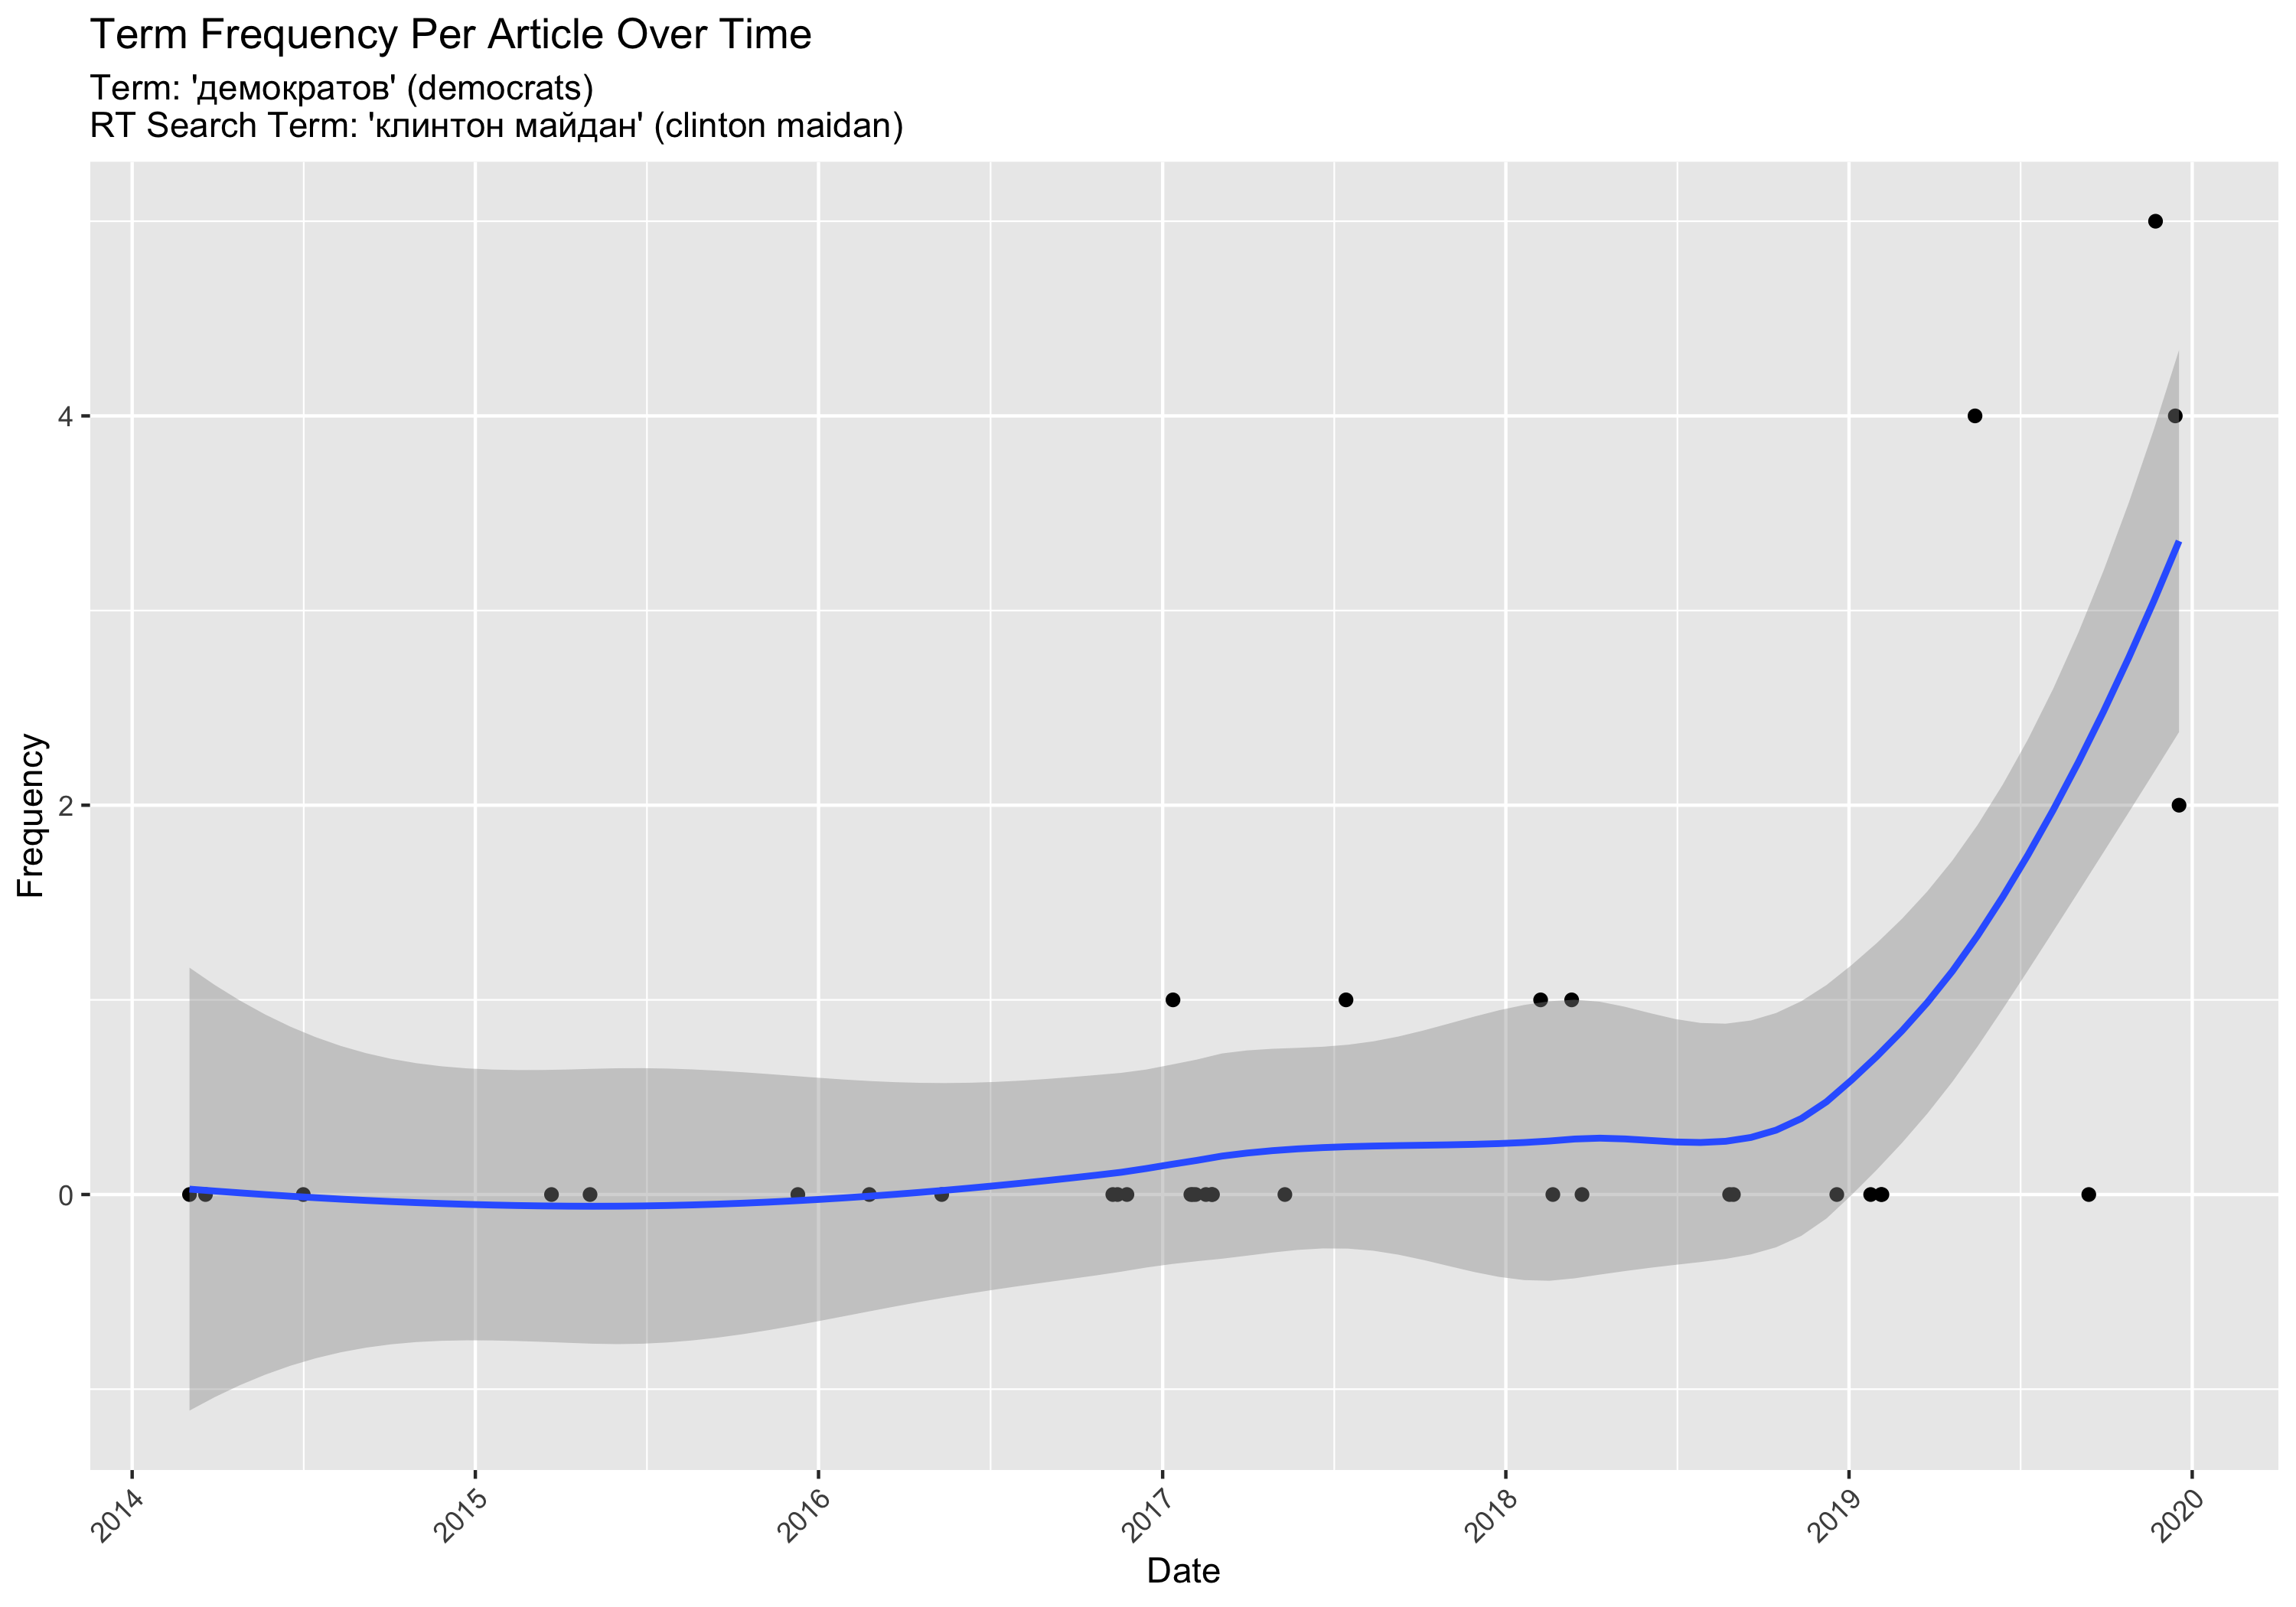 Term Frequency Per Article Over Time
Term: 'демократов' (democrats)
RT Search Term: 'клинтон майдан' (clinton maidan)
Frequency
4
2
0
2014
2015
2016
2017
2018
2019
2020
Date